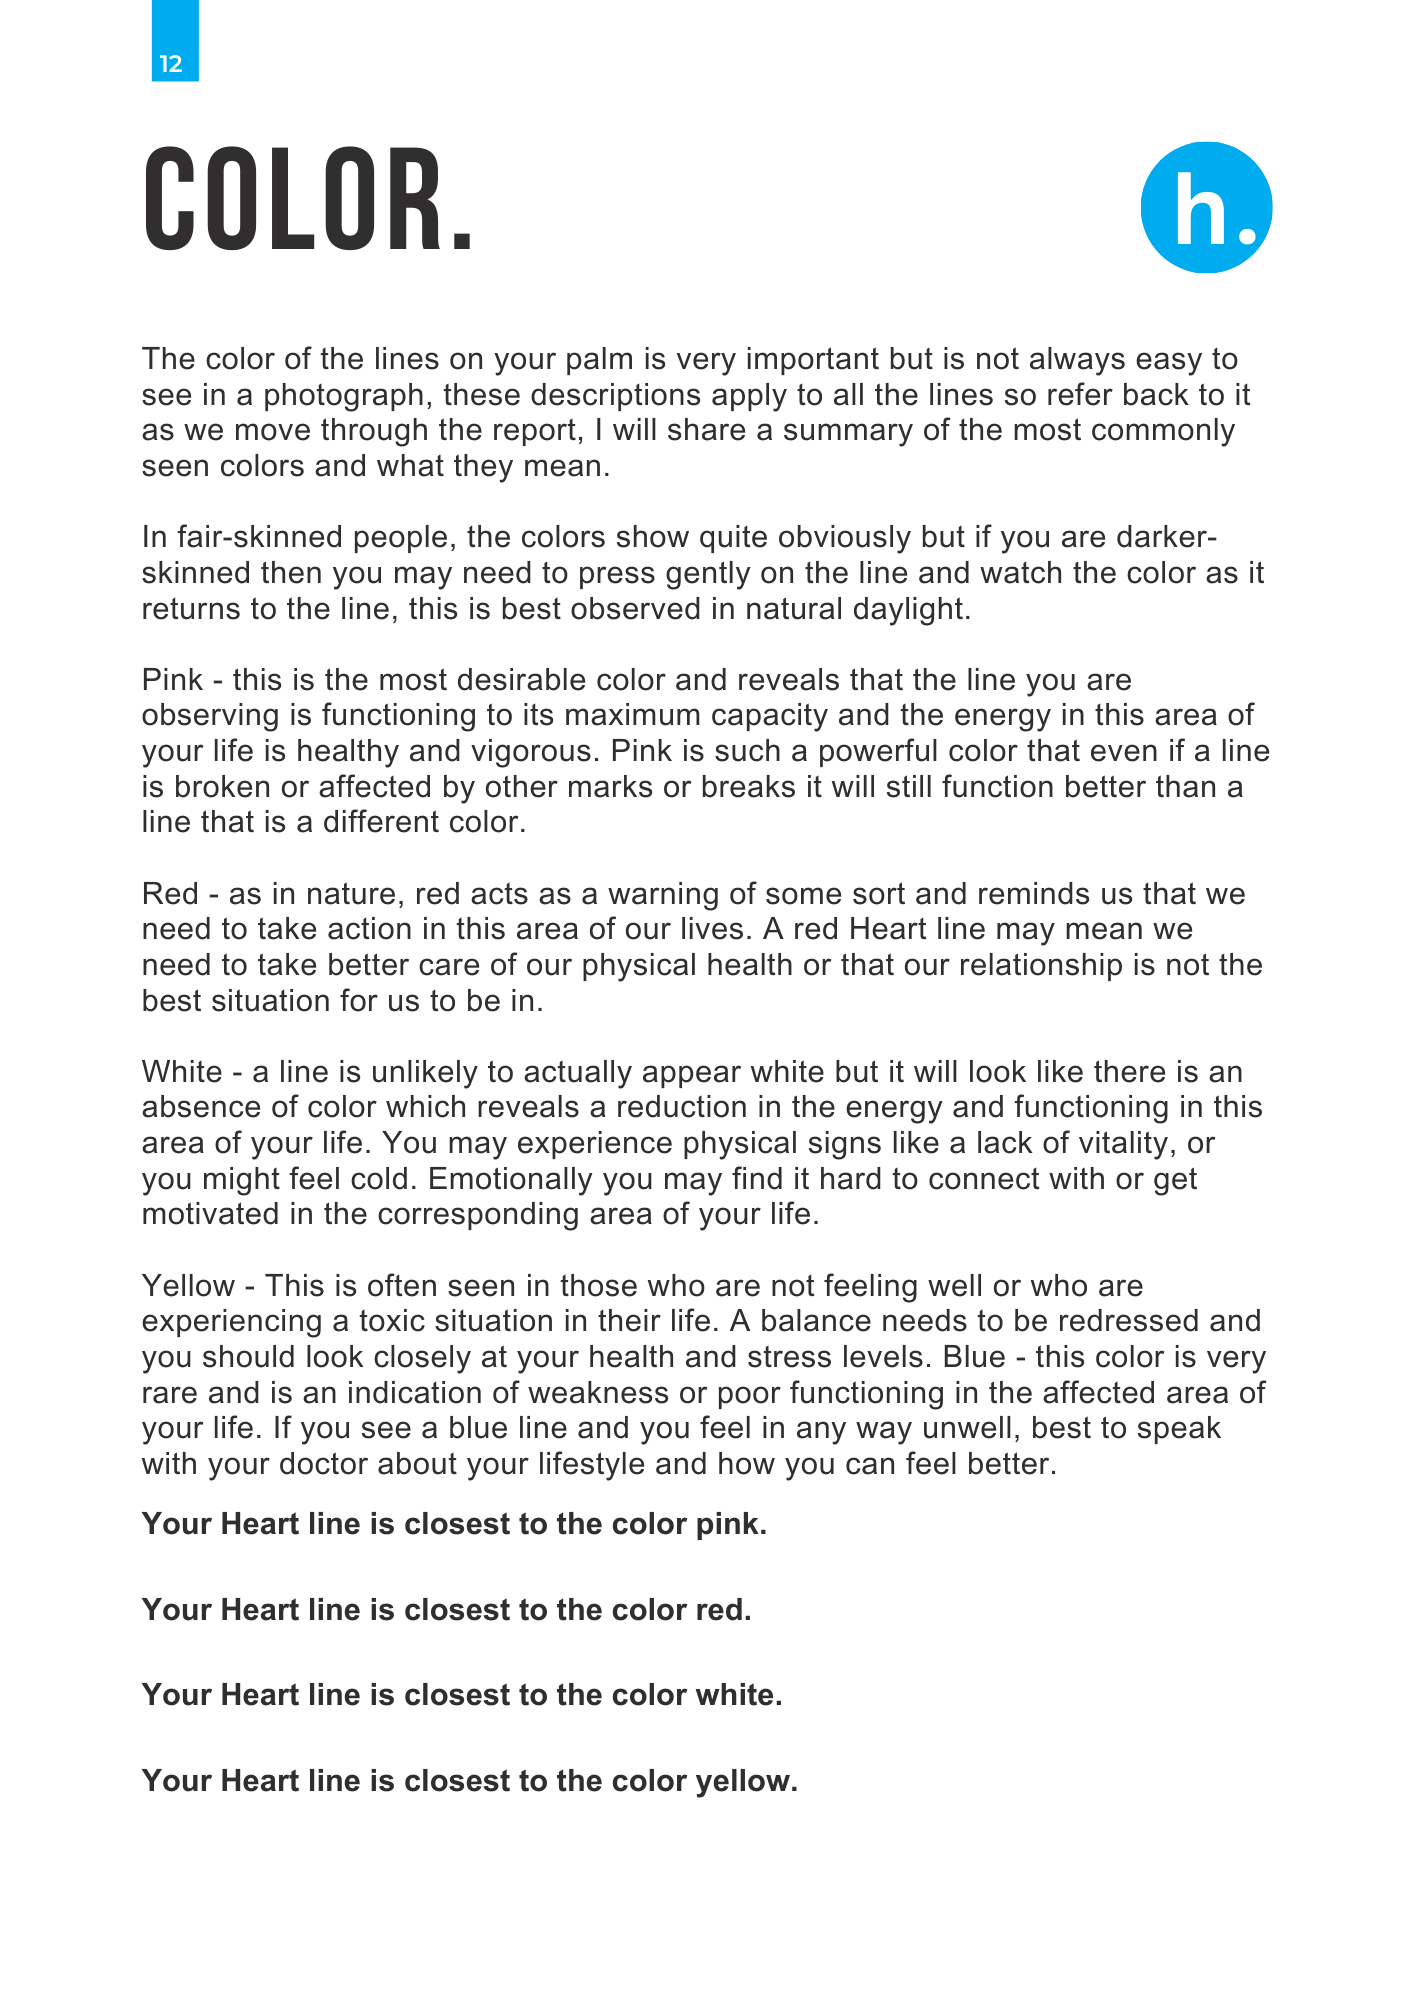 12
COLOR.
h.
The color of the lines on your palm is very important but is not always easy to
see in a photograph, these descriptions apply to all the lines so refer back to it
as we move through the report, I will share a summary of the most commonly
seen colors and what they mean.
In fair-skinned people, the colors show quite obviously but if you are darker-
skinned then you may need to press gently on the line and watch the color as it
returns to the line, this is best observed in natural daylight.
Pink - this is the most desirable color and reveals that the line you are
observing is functioning to its maximum capacity and the energy in this area of
your life is healthy and vigorous. Pink is such a powerful color that even if a line
is broken or affected by other marks or breaks it will still function better than a
line that is a different color.
Red - as in nature, red acts as a warning of some sort and reminds us that we
need to take action in this area of our lives. A red Heart line may mean we
need to take better care of our physical health or that our relationship is not the
best situation for us to be in.
White - a line is unlikely to actually appear white but it will look like there is an
absence of color which reveals a reduction in the energy and functioning in this
area of your life. You may experience physical signs like a lack of vitality, or
you might feel cold. Emotionally you may find it hard to connect with or get
motivated in the corresponding area of your life.
Yellow - This is often seen in those who are not feeling well or who are
experiencing a toxic situation in their life. A balance needs to be redressed and
you should look closely at your health and stress levels. Blue - this color is very
rare and is an indication of weakness or poor functioning in the affected area of
your life. If you see a blue line and you feel in any way unwell, best to speak
with your doctor about your lifestyle and how you can feel better.
Your Heart line is closest to the color pink.
Your Heart line is closest to the color red.
Your Heart line is closest to the color white.
Your Heart line is closest to the color yellow.